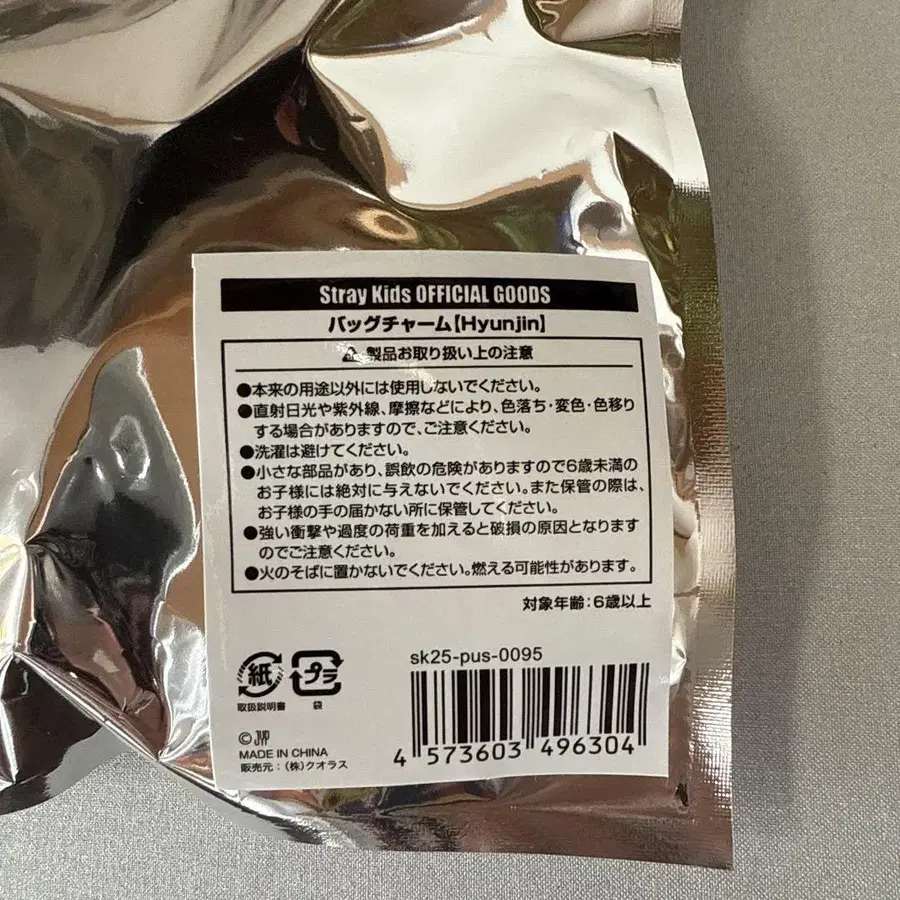 Stray Kids OFFICIAL GOODS
バッグチャーム【Hyunjin】
製品お取り扱い上の注意
●本来の用途以外には使用しないでください。
●直射日光や紫外線、摩擦などにより、色落ち・変色・色移り
する場合がありますので、ご注意ください。
●洗濯は避けてください。
●小さな部品があり、誤飲の危険がありますので6歳未満の
お子様には絶対に与えないでください。また保管の際は、
お子様の手の届かない所に保管してください。
●強い衝撃や過度の荷重を加えると破損の原因となります
のでご注意ください。
●火のそばに置かないでください。燃える可能性があります。
対象年齢:6歳以上
sk25-pus-0095
紙 プラ
取扱説明書 袋
4 573603 496304
© JYP
MADE IN CHINA
販売元:(株)クオラス